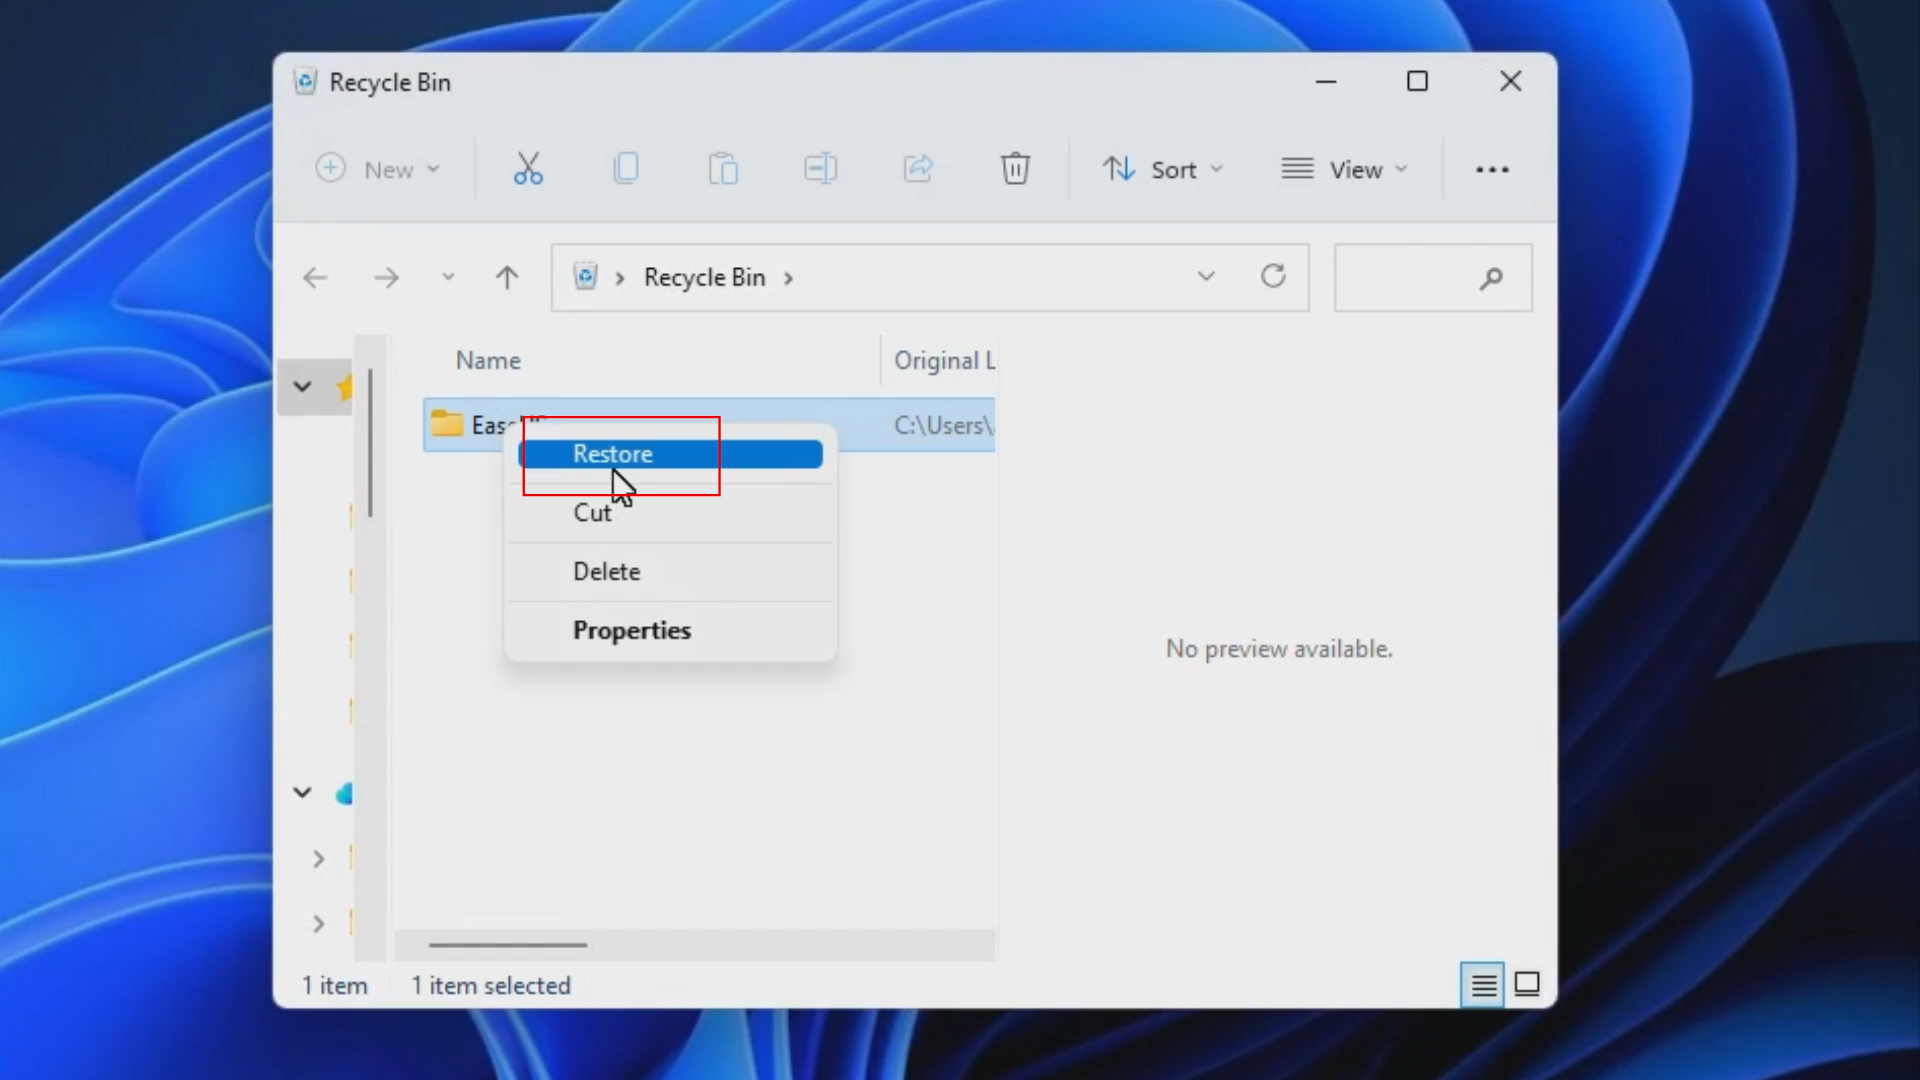 Recycle Bin
New
Sort
View
Recycle Bin
Name
Original L
C:\Users\
Restore
Cut
Delete
Properties
No preview available.
1 item
1 item selected